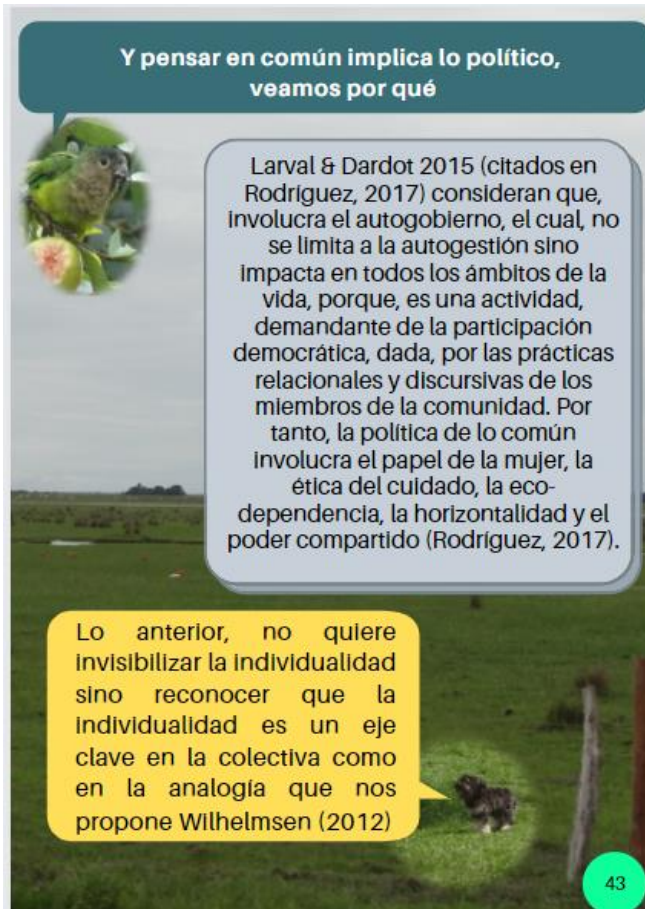 Y pensar en común implica lo político,
veamos por qué
Larval & Dardot 2015 (citados en
Rodríguez, 2017) consideran que,
involucra el autogobierno, el cual, no
se limita a la autogestión sino
impacta en todos los ámbitos de la
vida, porque, es una actividad,
demandante de la participación
democrática, dada, por las prácticas
relacionales y discursivas de los
miembros de la comunidad. Por
tanto, la política de lo común
involucra el papel de la mujer, la
ética del cuidado, la eco-
dependencia, la horizontalidad y el
poder compartido (Rodríguez, 2017).
Lo anterior, no quiere
invisibilizar la individualidad
sino reconocer que la
individualidad es un eje
clave en la colectiva como
en la analogía que nos
propone Wilhelmsen (2012)
43